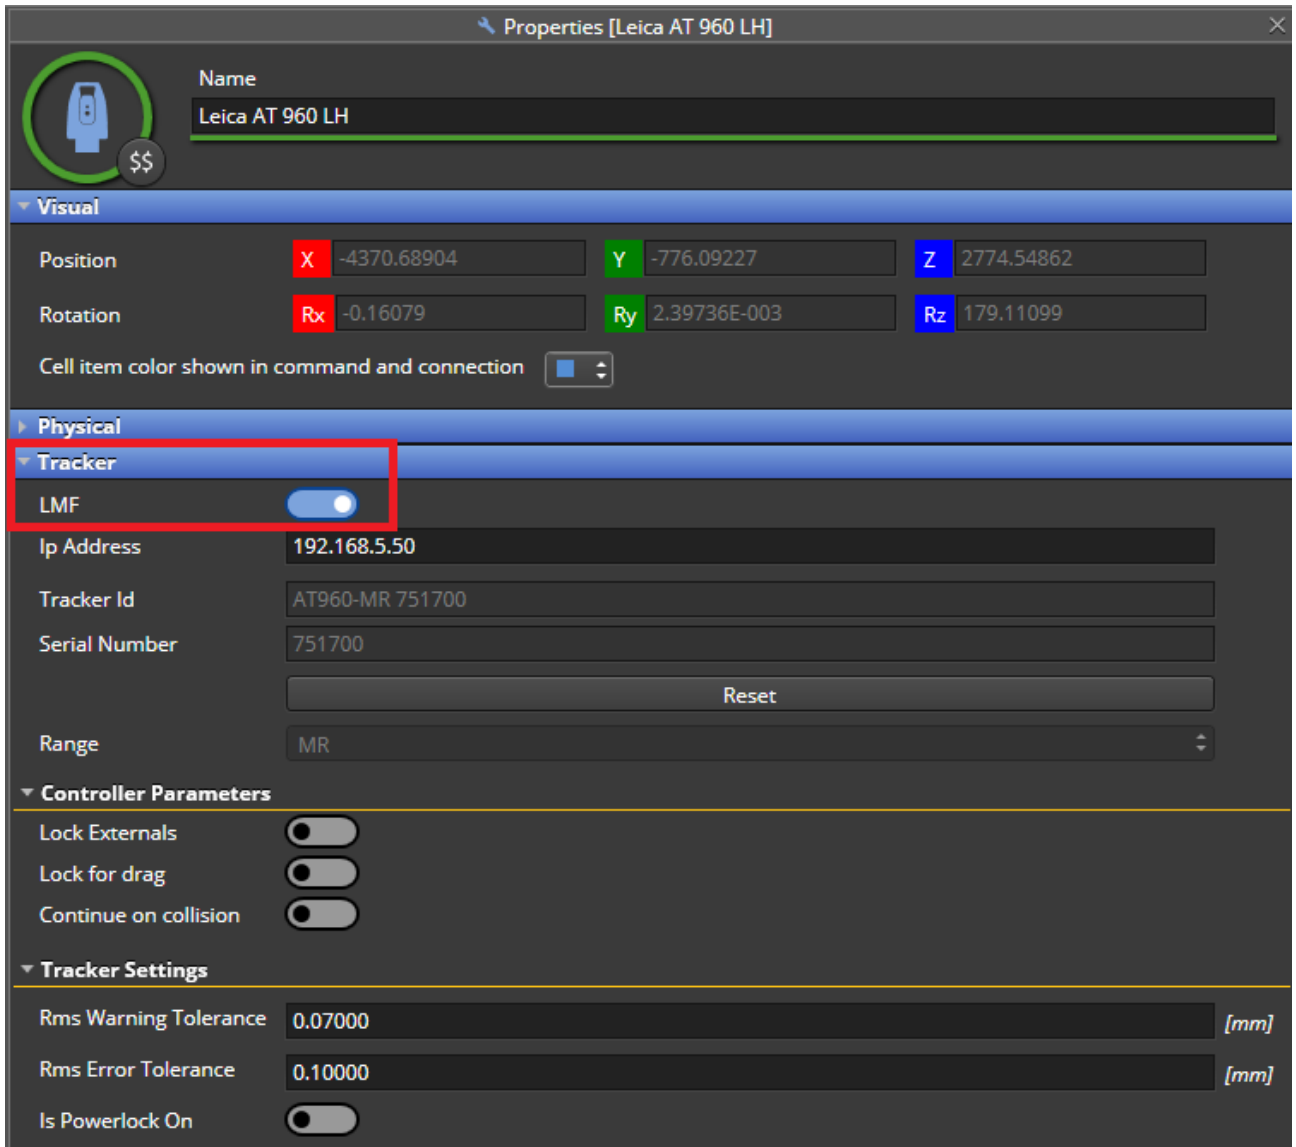 Properties [Leica AT 960 LH]
Name
Leica AT 960 LH
$$
Visual
Position X -4370.68904 Y -776.09227 Z 2774.54862
Rotation Rx -0.16079 Ry 2.39736E-003 Rz 179.11099
Cell item color shown in command and connection
Physical
Tracker
LMF
Ip Address 192.168.5.50
Tracker Id AT960-MR 751700
Serial Number 751700
Reset
Range MR
Controller Parameters
Lock Externals
Lock for drag
Continue on collision
Tracker Settings
Rms Warning Tolerance 0.07000 [mm]
Rms Error Tolerance 0.10000 [mm]
Is Powerlock On